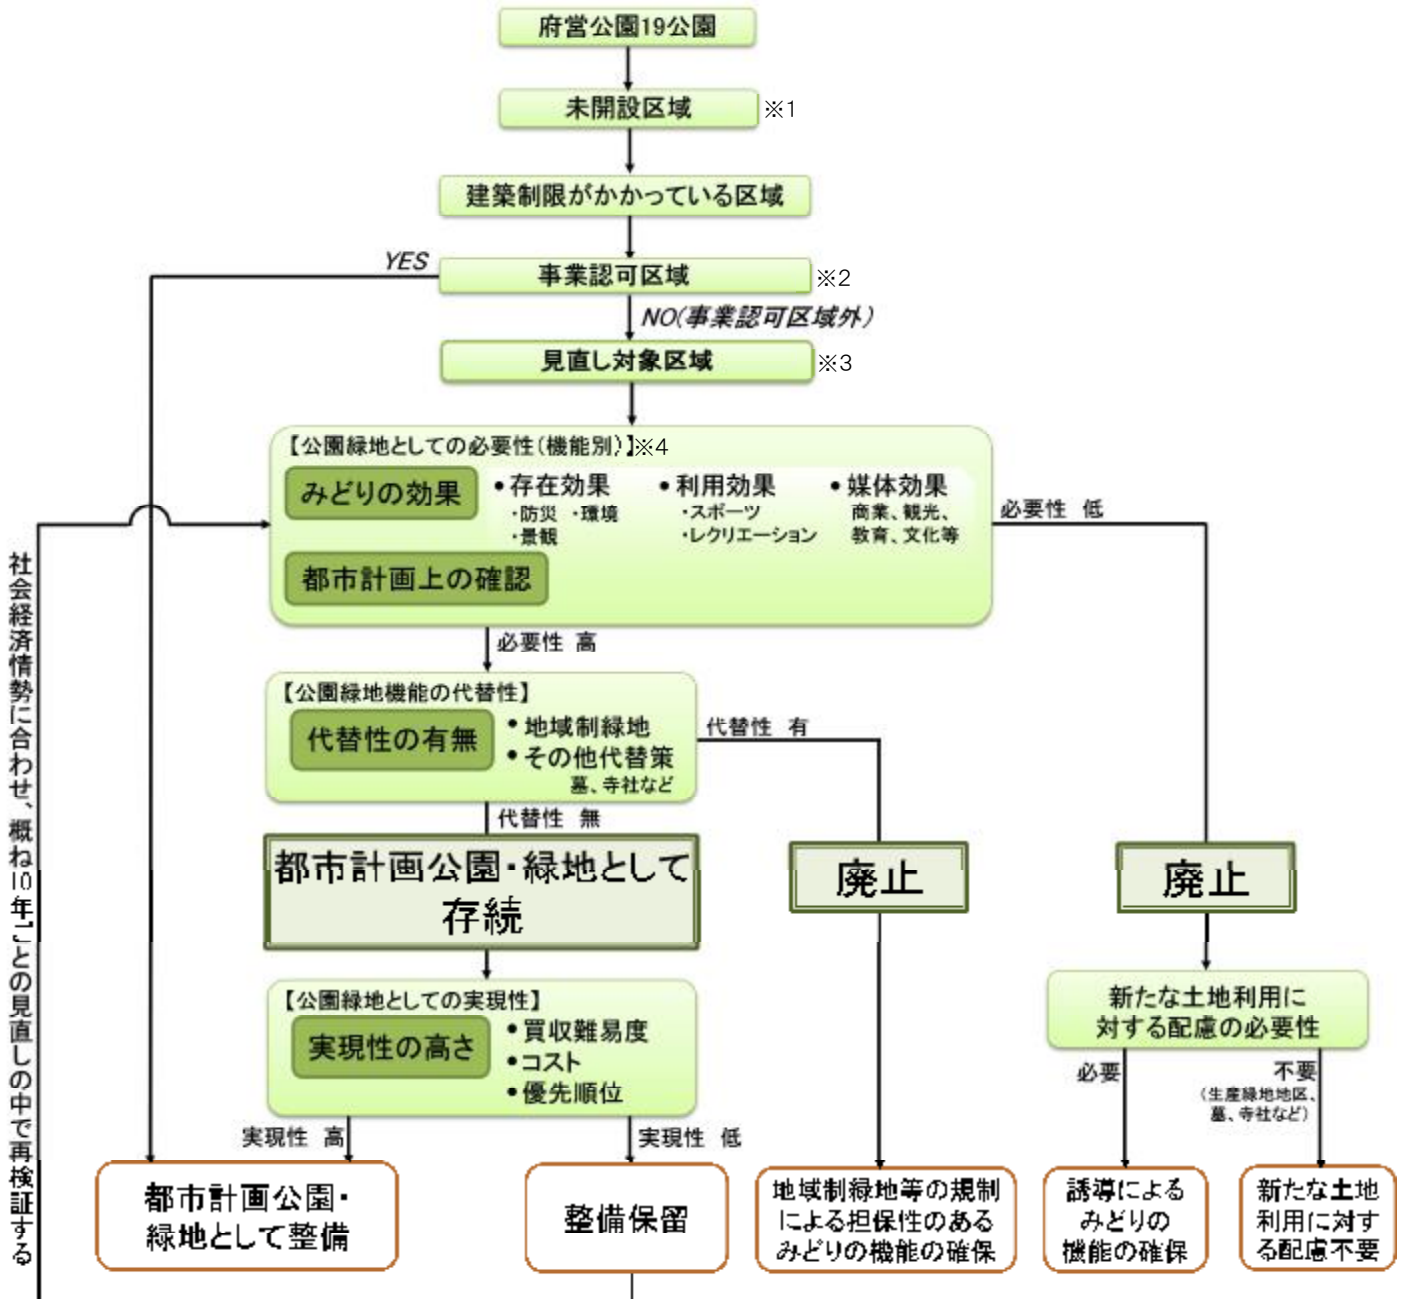 府営公園19公園
未開設区域 ※1
建築制限がかかっている区域
YES
事業認可区域 ※2
NO(事業認可区域外)
見直し対象区域 ※3
【公園緑地としての必要性(機能別)】※4
みどりの効果
•存在効果
・防災 ・環境
・景観
•利用効果
・スポーツ
・レクリエーション
•媒体効果
商業、観光、
教育、文化等
都市計画上の確認
必要性 低
必要性 高
【公園緑地機能の代替性】
代替性の有無
•地域制緑地
•その他代替策
墓、寺社など
代替性 有
代替性 無
都市計画公園・緑地として
存続
廃止
廃止
【公園緑地としての実現性】
実現性の高さ
•買収難易度
•コスト
•優先順位
新たな土地利用に
対する配慮の必要性
必要
不要
(生産緑地地区、
墓、寺社など)
実現性 高
実現性 低
都市計画公園・
緑地として整備
整備保留
地域制緑地等の規制
による担保性のある
みどりの機能の確保
誘導による
みどりの
機能の確保
新たな土地
利用に対す
る配慮不要
社会経済情勢に合わせ、概ね10年ごとの見直しの中で再検証する